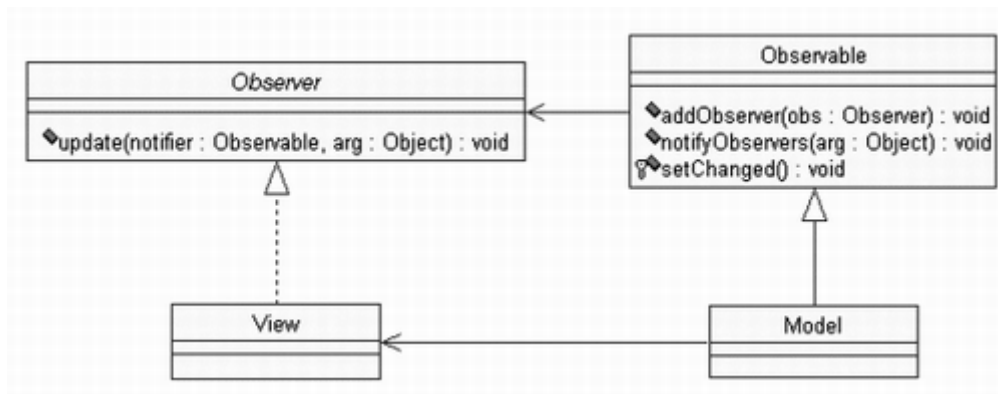 Observer
update(notifier : Observable, arg : Object) : void
Observable
addObserver(obs : Observer) : void
notifyObservers(arg : Object) : void
setChanged() : void
View
Model